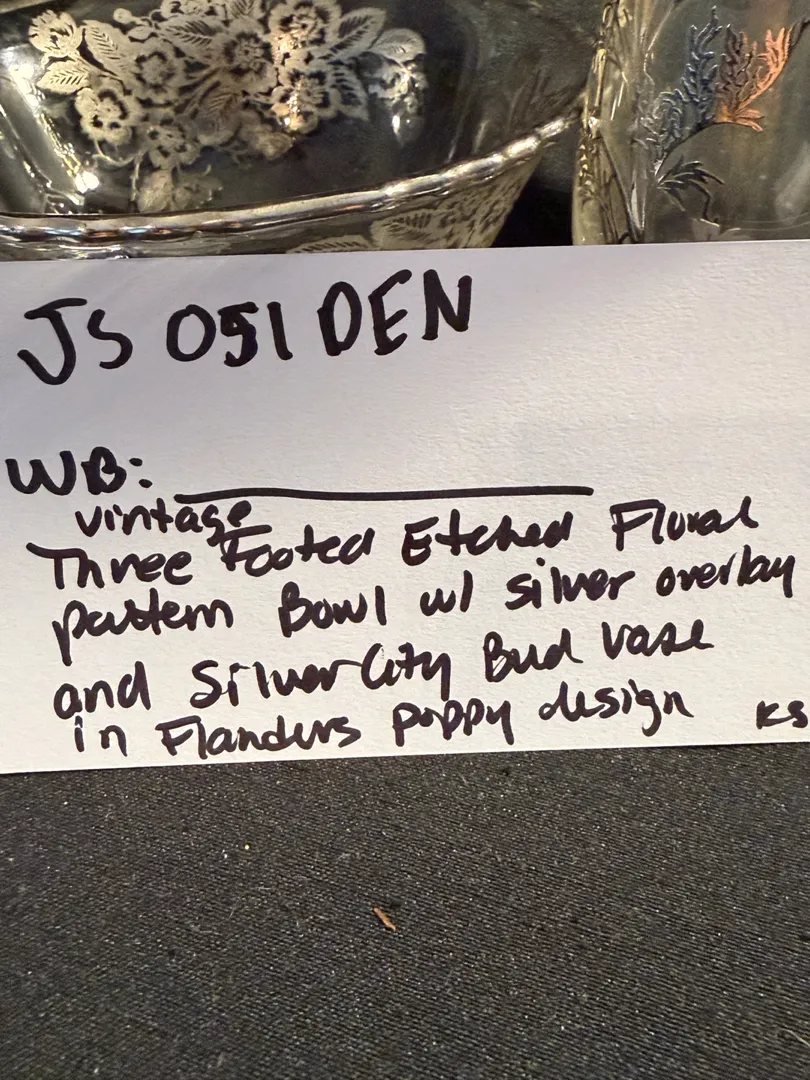 JS 051 DEN
WB:
vintage
Three Footed Etched Floral
pattern Bowl w/ silver overlay
and Silver City Bud vase
in Flanders poppy design KS